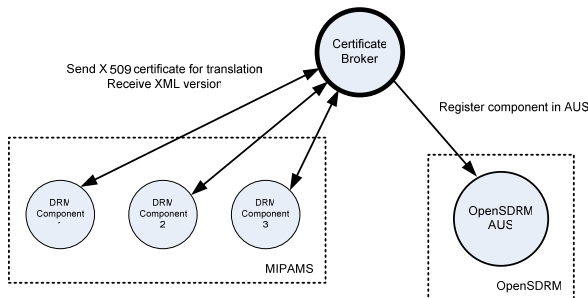 Certificate
Broker
Send X 509 certificate for translation
Receive XML version
Register component in AUS
DRM
Component
DRM
Component
2
DRM
Component
3
OpenSDRM
AUS
MIPAMS
OpenSDRM